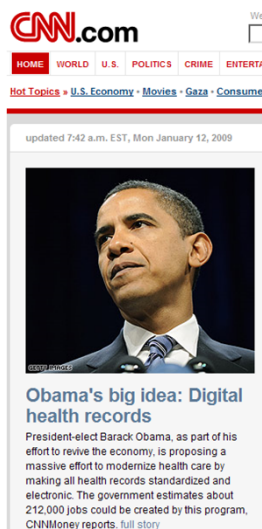 CNN.com
We
HOME WORLD U.S. POLITICS CRIME ENTERTA
Hot Topics » U.S. Economy • Movies • Gaza • Consume
updated 7:42 a.m. EST, Mon January 12, 2009
GETTY IMAGES
Obama's big idea: Digital
health records
President-elect Barack Obama, as part of his
effort to revive the economy, is proposing a
massive effort to modernize health care by
making all health records standardized and
electronic. The government estimates about
212,000 jobs could be created by this program,
CNNMoney reports. full story